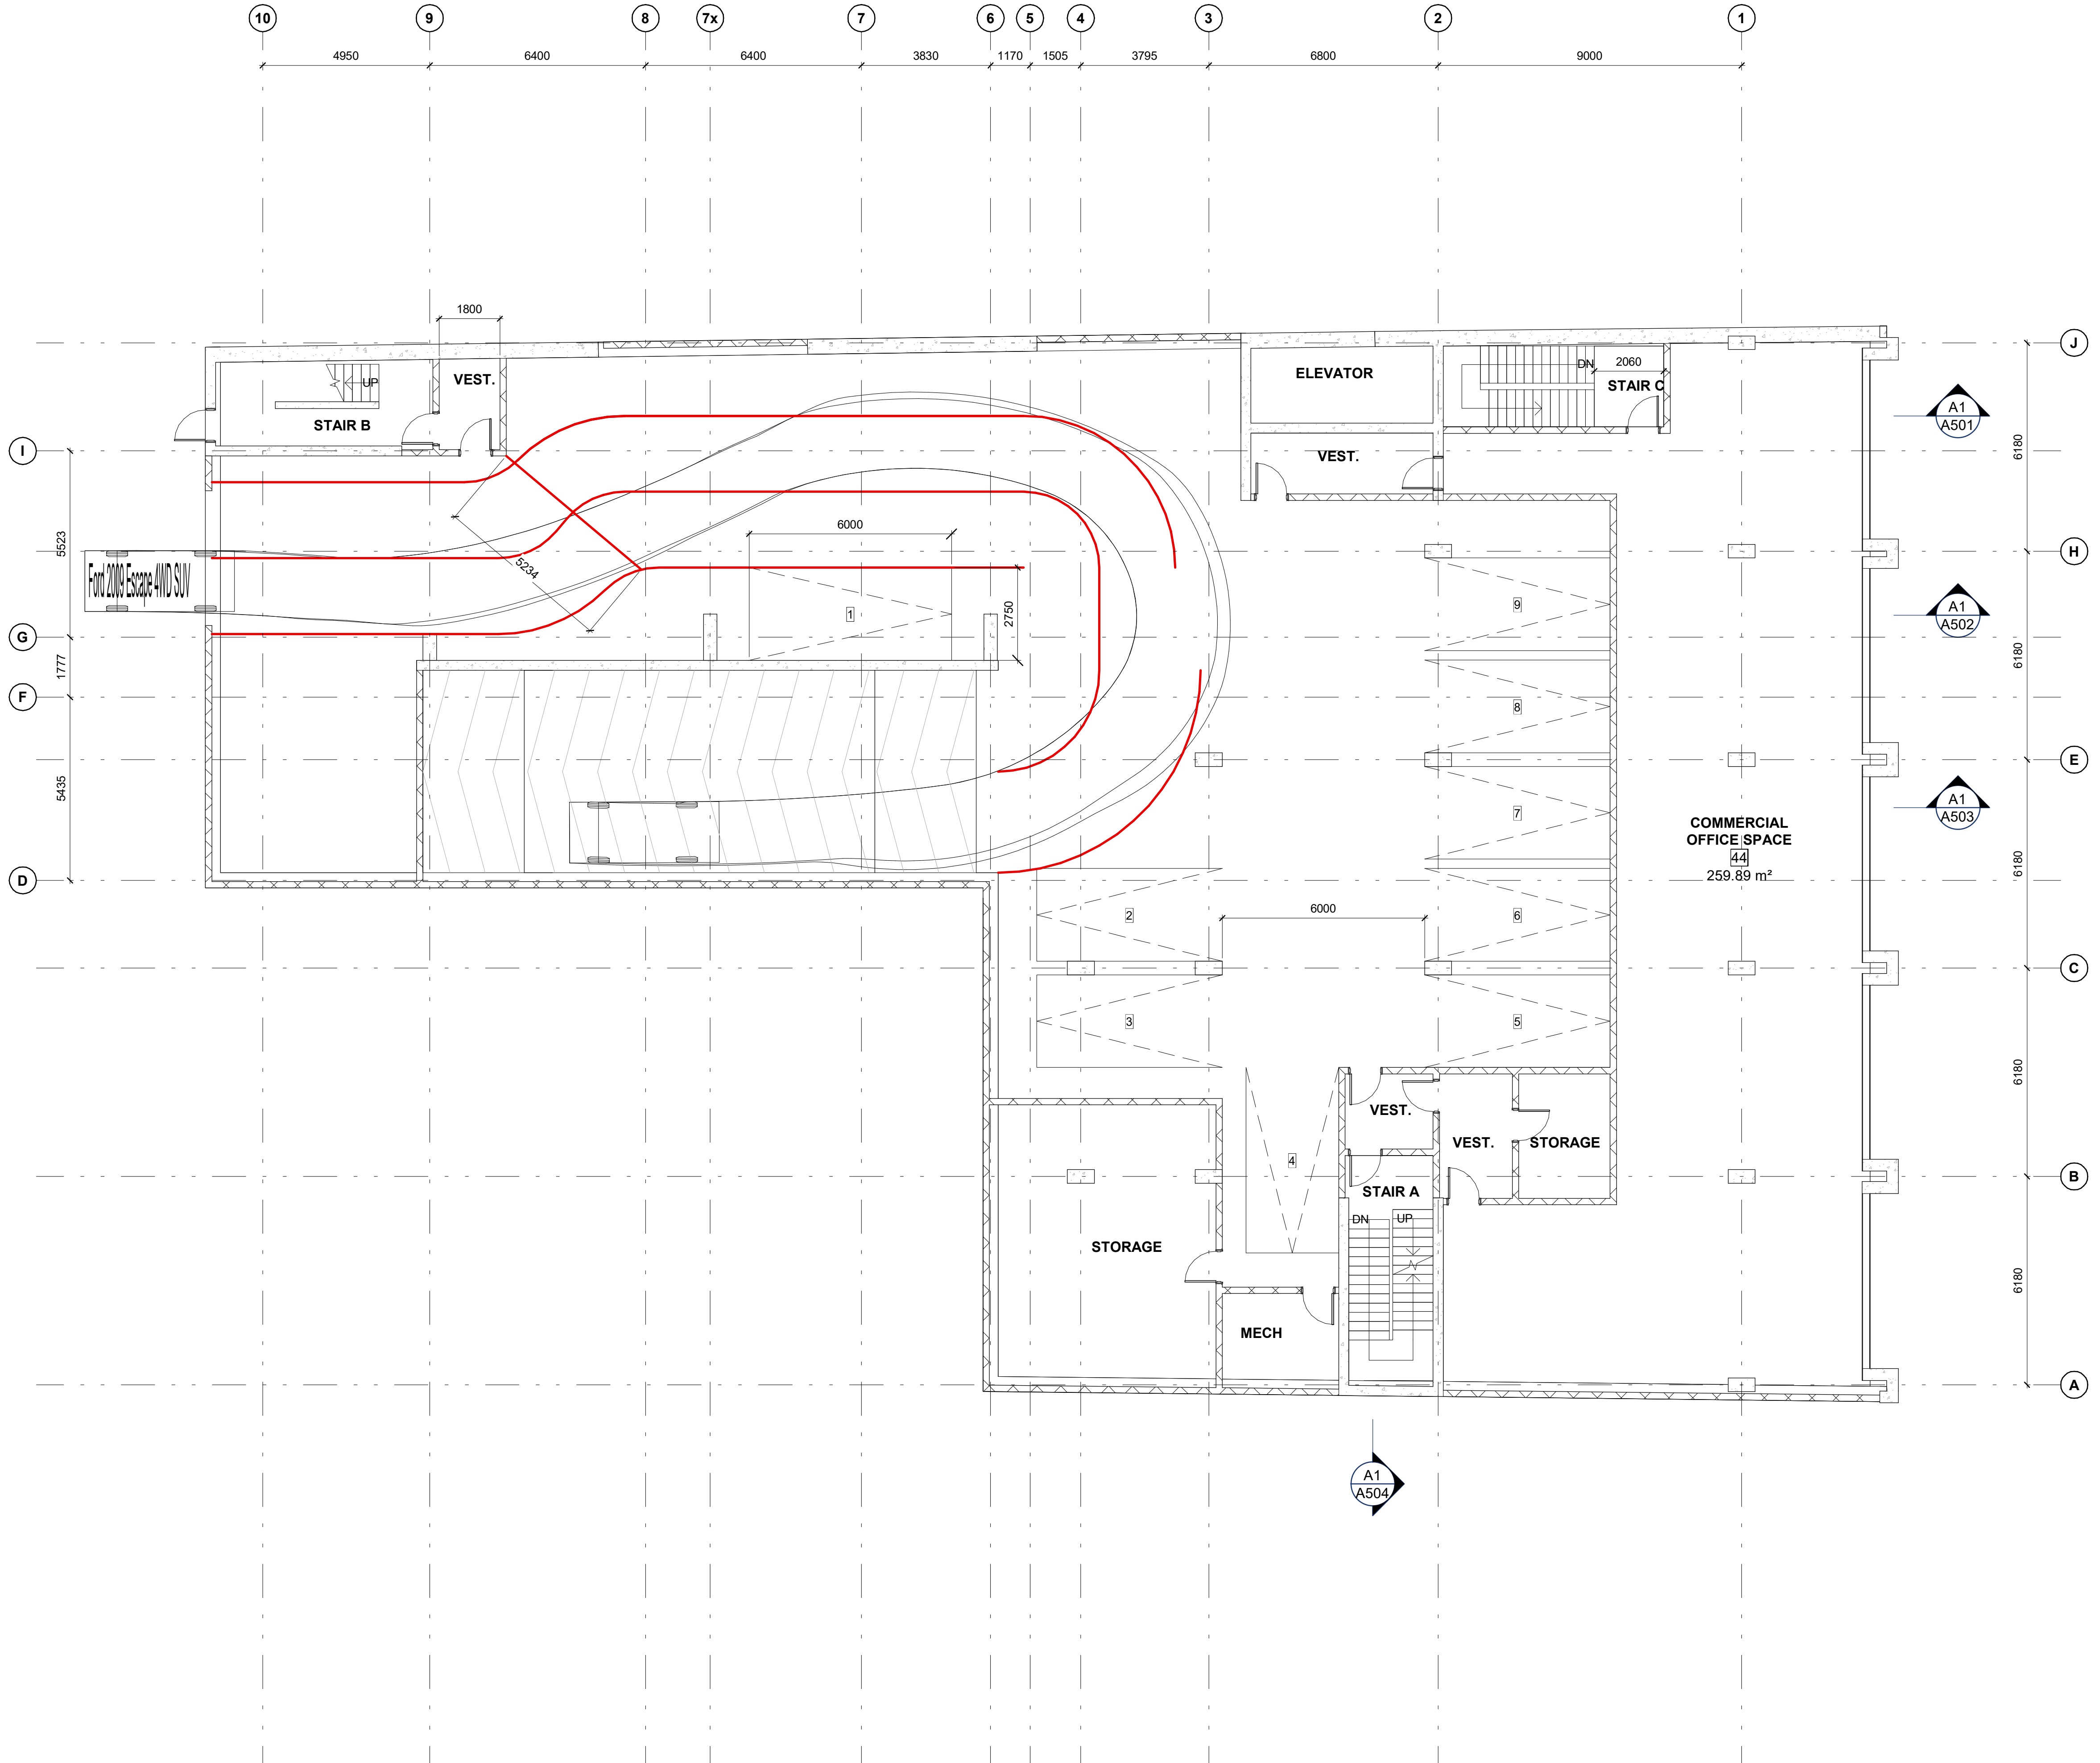 10 9 8 7x 7 6 5 4 3 2 1
4950 6400 6400 3830 1170 1505 3795 6800 9000
1800
J
ELEVATOR
DN
2060
VEST.
UP
STAIR C
A1
A501
STAIR B
I
VEST.
6180
5523
6000
H
Ford 2009 Escape 4WD SUV
5234
1
2750
9
A1
A502
G
1777
6180
F
8
E
5435
7
A1
A503
COMMERCIAL
OFFICE SPACE
44
259.89 m²
6180
D
6000
2
6
C
3
5
6180
VEST.
VEST.
STORAGE
4
B
STAIR A
DN
UP
STORAGE
6180
MECH
A
A1
A504